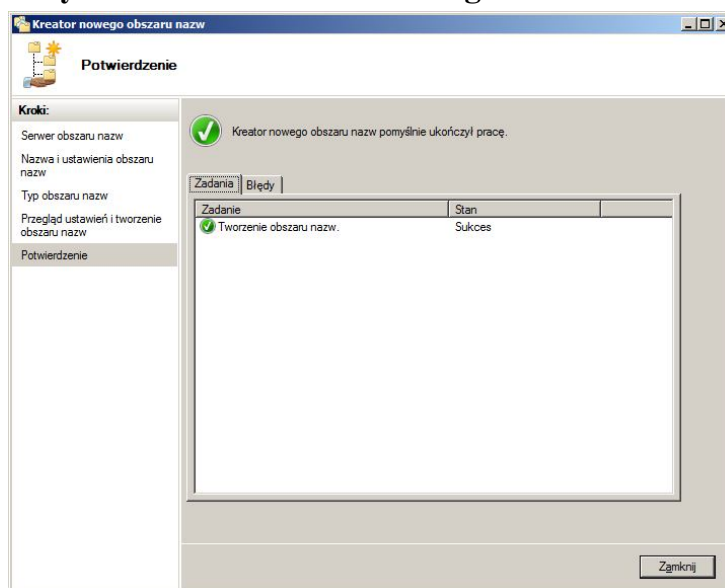 Kreator nowego obszaru nazw
Potwierdzenie
Kroki:
Serwer obszaru nazw
Nazwa i ustawienia obszaru
nazw
Typ obszaru nazw
Przegląd ustawień i tworzenie
obszaru nazw
Potwierdzenie
Kreator nowego obszaru nazw pomyślnie ukończył pracę.
Zadania Błędy
Zadanie Stan
Tworzenie obszaru nazw. Sukces
Zamknij